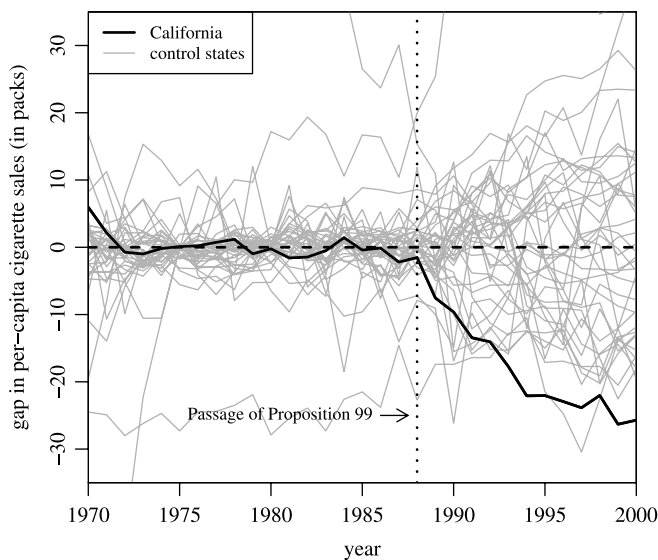 California
control states
gap in per−capita cigarette sales (in packs)
30
20
10
0
−10
−20
−30
Passage of Proposition 99
1970
1975
1980
1985
1990
1995
2000
year